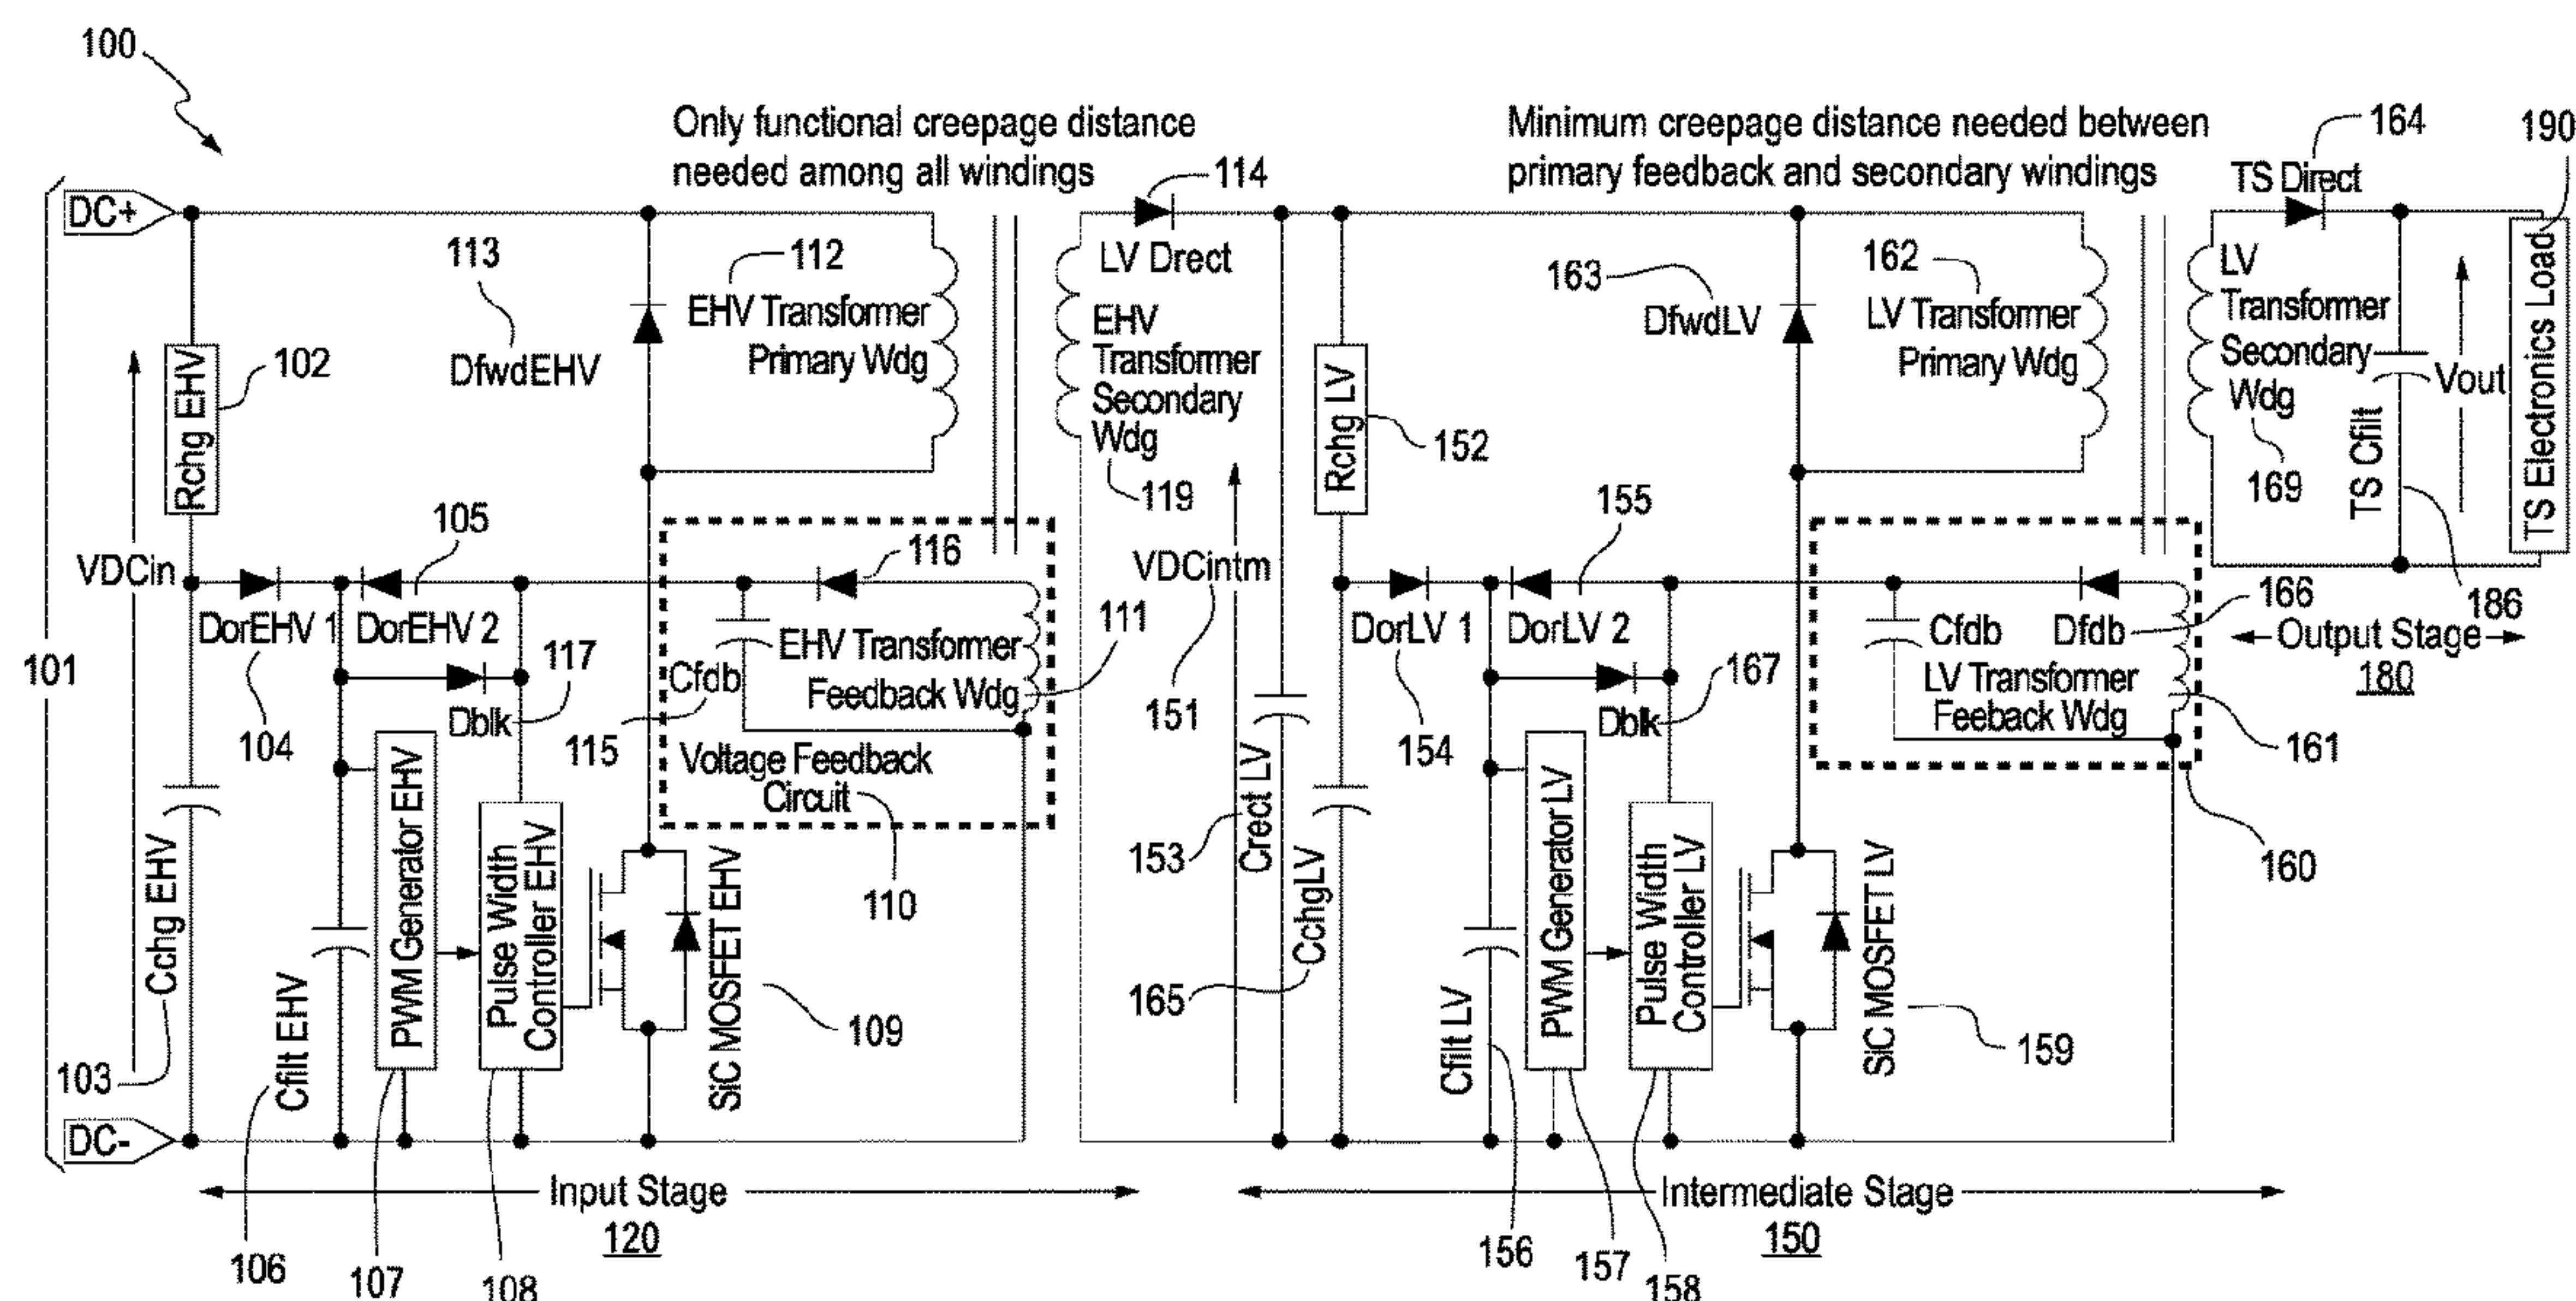 100
Only functional creepage distance
needed among all windings
Minimum creepage distance needed between
primary feedback and secondary windings
164
190
114
TS Direct
DC+
LV Drect
113
112
163
162
LV
Transformer
Secondary
Wdg
169
EHV Transformer
Primary Wdg
DfwdEHV
EHV
Transformer
Secondary
Wdg
119
DfwdLV
LV Transformer
Primary Wdg
TS Cfilt
Vout
TS Electronics Load
Rchg EHV
102
Rchg LV
152
105
116
155
VDCin
VDCintm
151
186
DorEHV 1
DorEHV 2
104
117
Dblk
EHV Transformer
Feedback Wdg
111
Cfdb
115
Voltage Feedback
Circuit
110
DorLV 1
DorLV 2
154
167
Dblk
Cfdb
Dfdb
166
LV Transformer
Feeback Wdg
161
160
Output Stage
180
101
Cchg EHV
103
Cfilt EHV
PWM Generator EHV
Pulse Width
Controller EHV
SiC MOSFET EHV
109
Crect LV
153
CchgLV
165
Cfilt LV
PWM Generator LV
Pulse Width
Controller LV
SiC MOSFET LV
159
DC-
Input Stage
120
Intermediate Stage
150
106
107
108
156
157
158